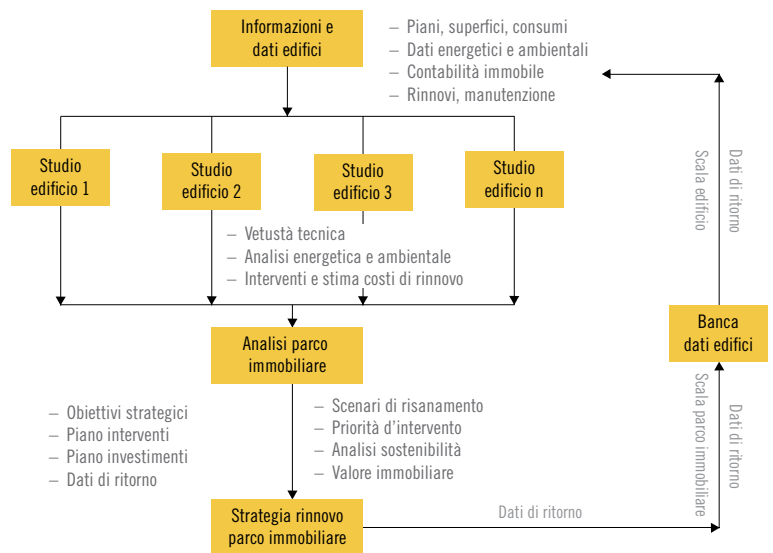 Informazioni e
dati edifici
– Piani, superfici, consumi
– Dati energetici e ambientali
– Contabilità immobile
– Rinnovi, manutenzione
Studio
edificio 1
Studio
edificio 2
Studio
edificio 3
Studio
edificio n
– Vetustà tecnica
– Analisi energetica e ambientale
– Interventi e stima costi di rinnovo
Dati di ritorno
Scala edificio
Banca
dati edifici
Analisi parco
immobiliare
– Obiettivi strategici
– Piano interventi
– Piano investimenti
– Dati di ritorno
– Scenari di risanamento
– Priorità d’intervento
– Analisi sostenibilità
– Valore immobiliare
Dati di ritorno
Scala parco immobiliare
Strategia rinnovo
parco immobiliare
Dati di ritorno